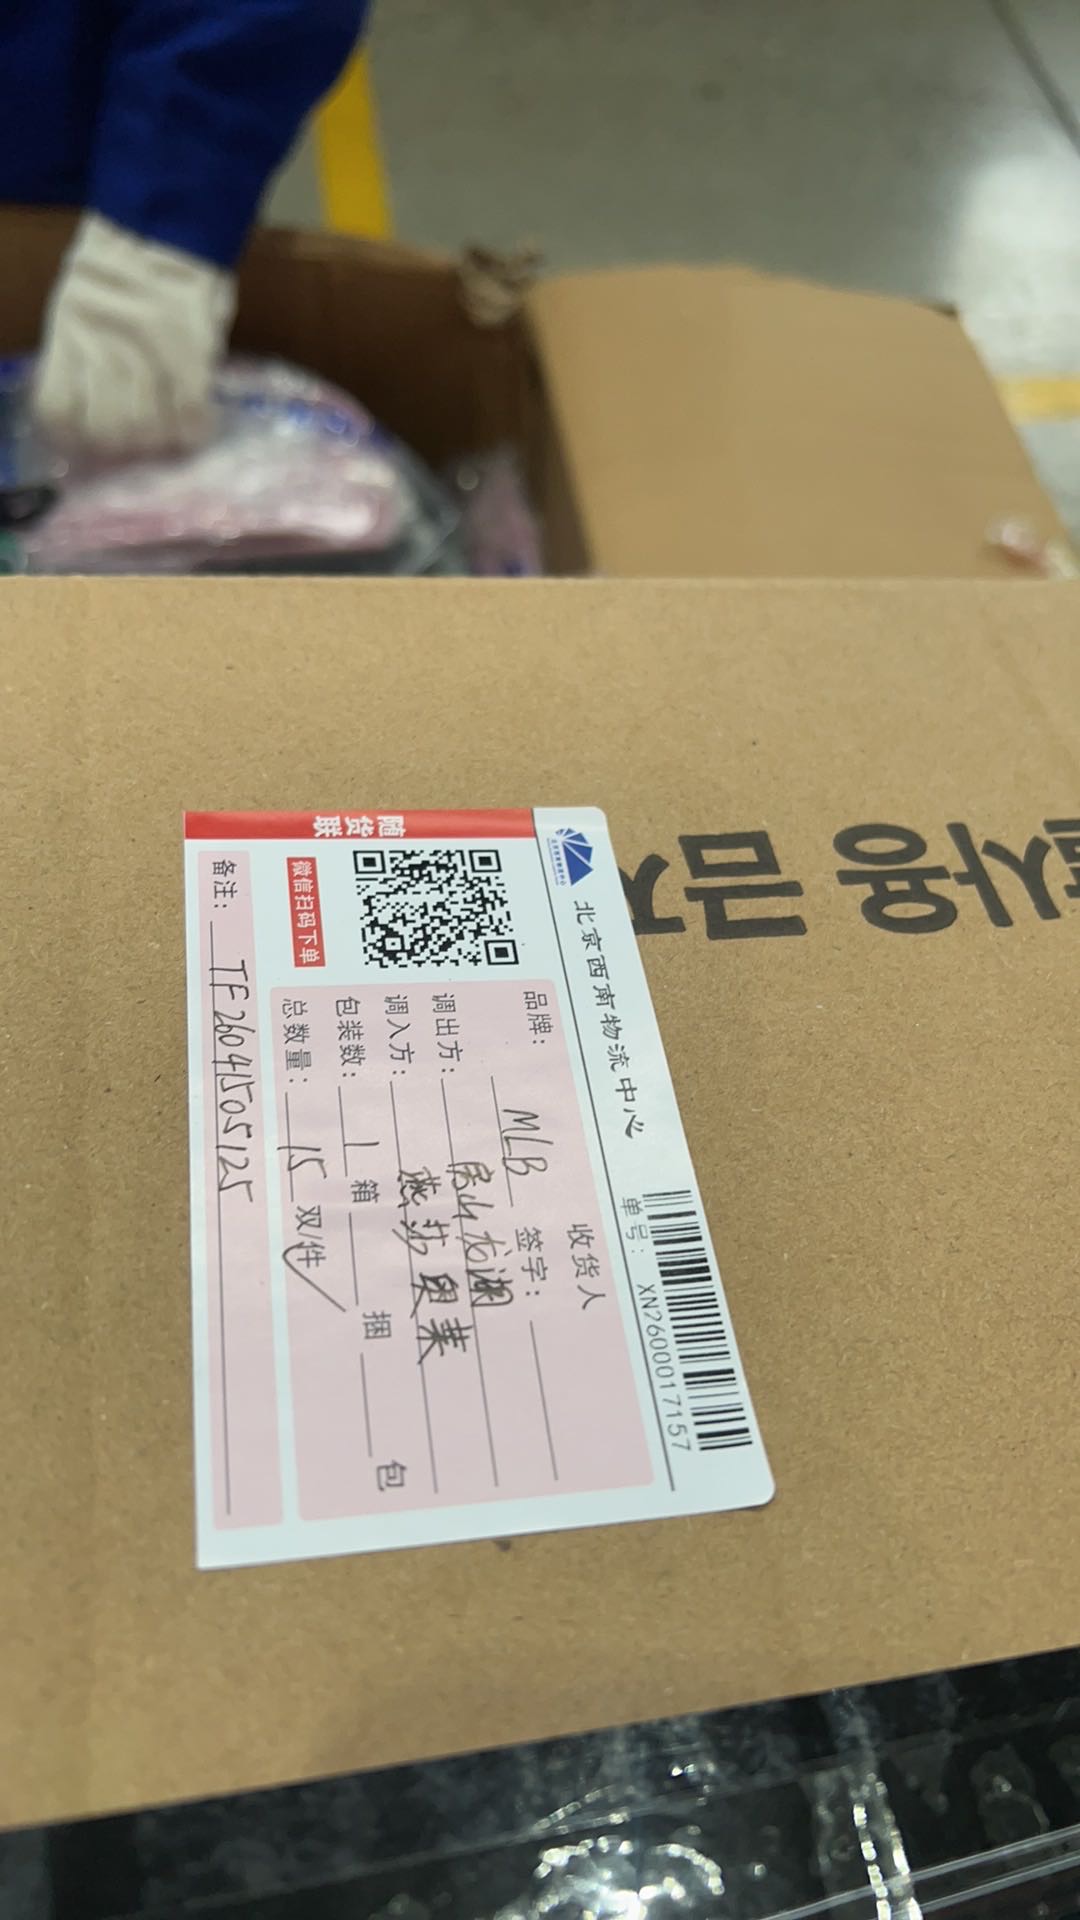 随货联
北京西南物流中心
单号: XN2600017157
微信扫码下单
收货人
品牌: MLB 签字:
调出方: 房山龙湖
调入方: 燕莎奥莱
包装数: 1 箱 捆 包
总数量: 15 双/件
备注: TF26041505125